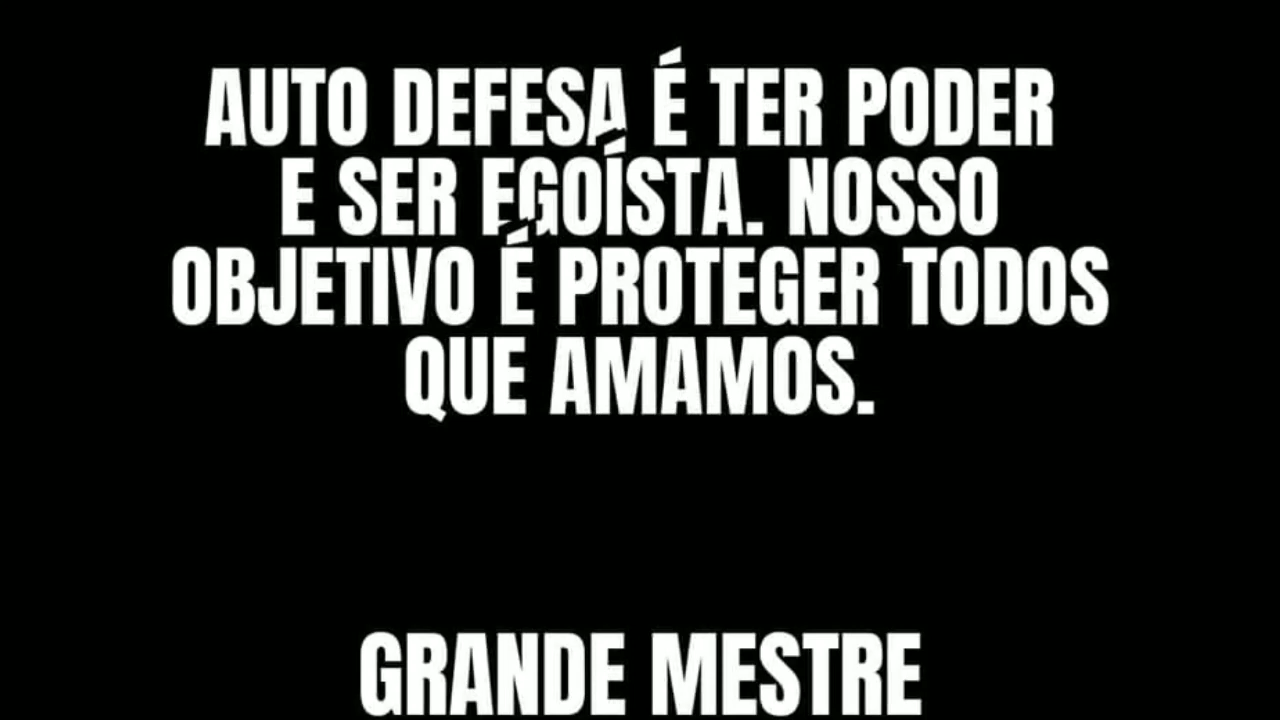 AUTO DEFESA É TER PODER
E SER EGOÍSTA. NOSSO
OBJETIVO É PROTEGER TODOS
QUE AMAMOS.
GRANDE MESTRE